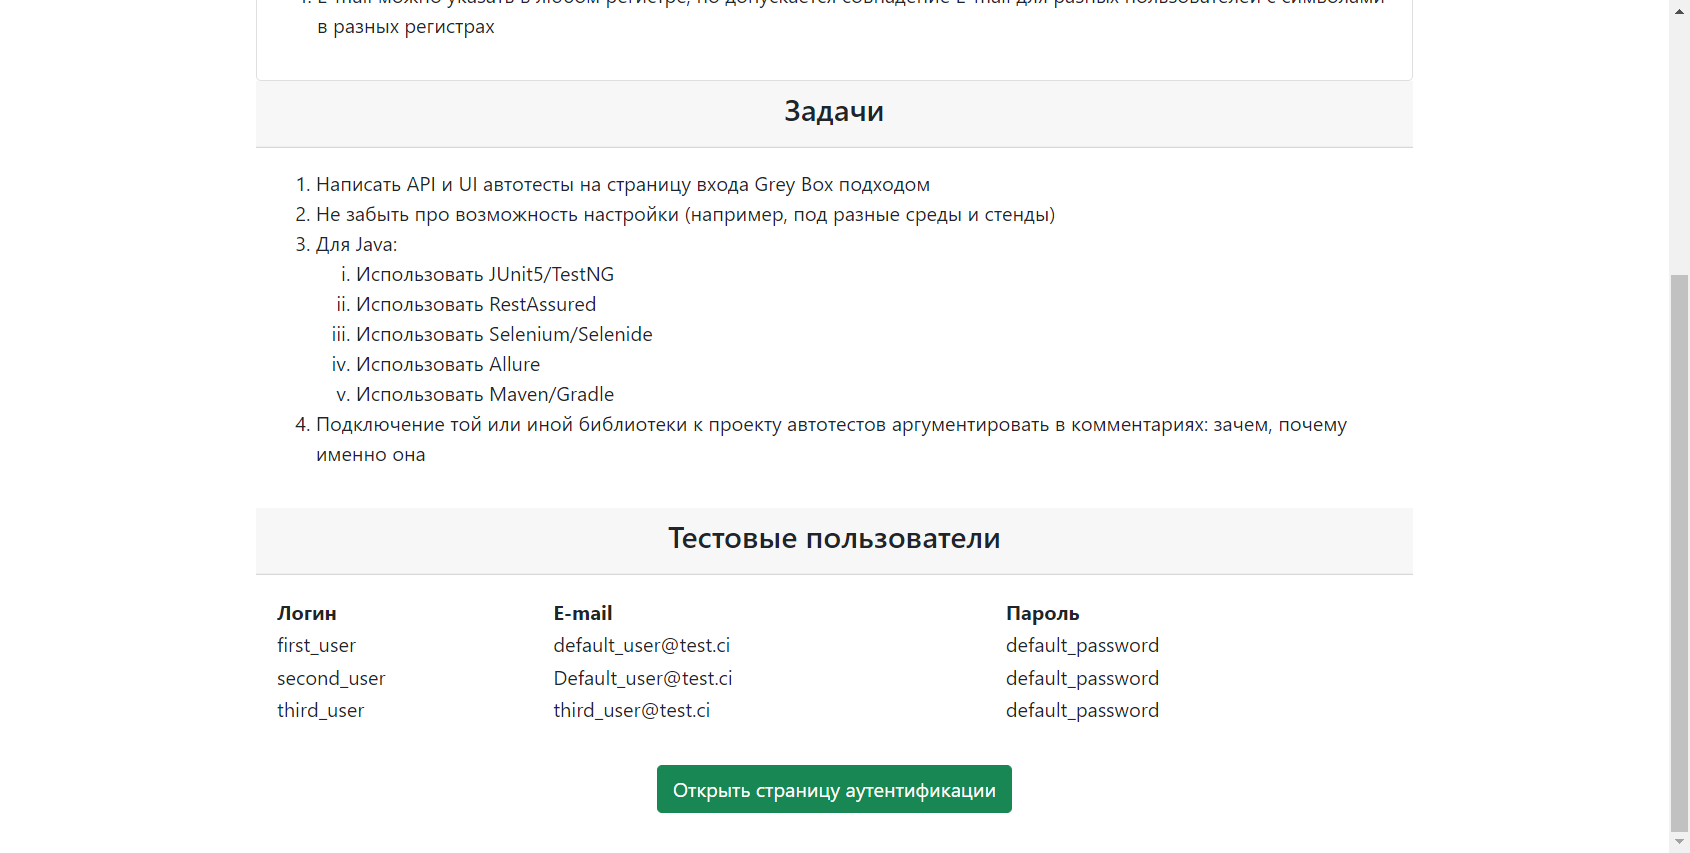 в разных регистрах
Задачи
1. Написать API и UI автотесты на страницу входа Grey Box подходом
2. Не забыть про возможность настройки (например, под разные среды и стенды)
3. Для Java:
i. Использовать JUnit5/TestNG
ii. Использовать RestAssured
iii. Использовать Selenium/Selenide
iv. Использовать Allure
v. Использовать Maven/Gradle
4. Подключение той или иной библиотеки к проекту автотестов аргументировать в комментариях: зачем, почему
именно она
Тестовые пользователи
Логин E-mail Пароль
first_user default_user@test.ci default_password
second_user Default_user@test.ci default_password
third_user third_user@test.ci default_password
Открыть страницу аутентификации